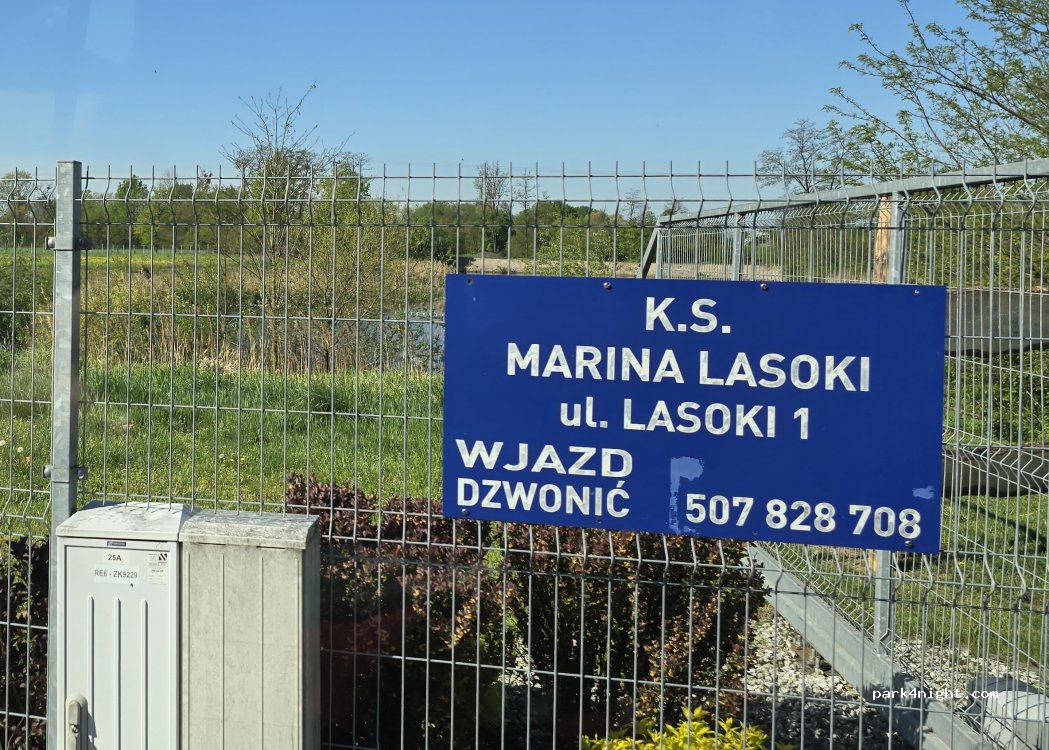 K.S.
MARINA LASOKI
ul. LASOKI 1
WJAZD
DZWONIĆ 507 828 708
25A
RE6 - ZK9229
park4night.com